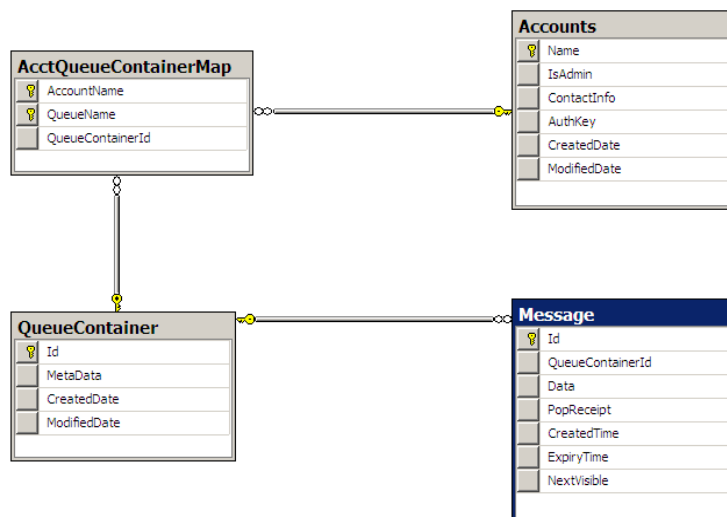 AcctQueueContainerMap
AccountName
QueueName
QueueContainerId
Accounts
Name
IsAdmin
ContactInfo
AuthKey
CreatedDate
ModifiedDate
QueueContainer
Id
MetaData
CreatedDate
ModifiedDate
Message
Id
QueueContainerId
Data
PopReceipt
CreatedTime
ExpiryTime
NextVisible